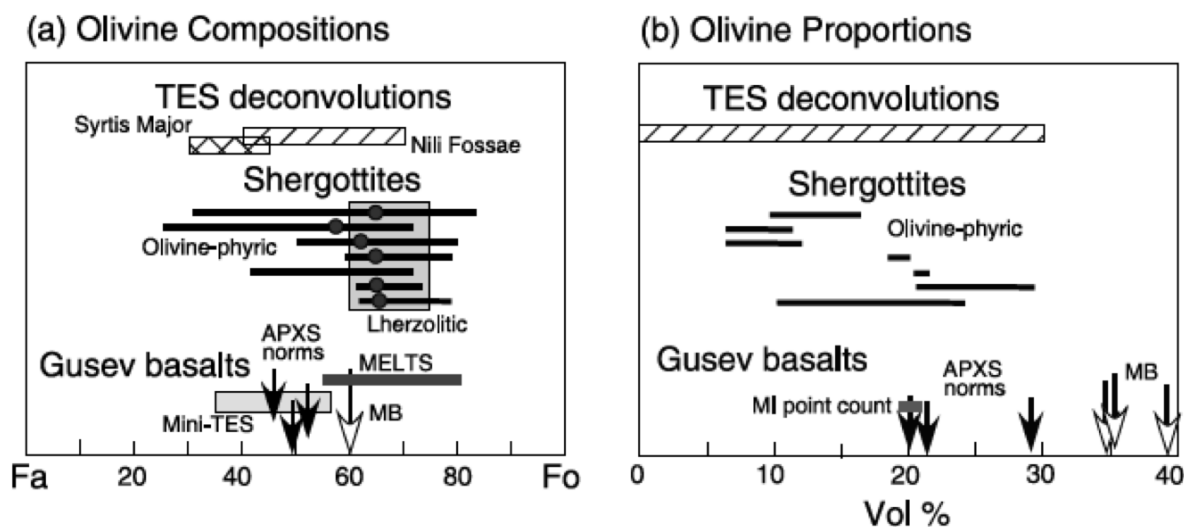 (a) Olivine Compositions
TES deconvolutions
Syrtis Major
Nili Fossae
Shergottites
Olivine-phyric
Lherzolitic
APXS
norms
Gusev basalts
MELTS
Mini-TES
MB
Fa
20
40
60
80
Fo
(b) Olivine Proportions
TES deconvolutions
Shergottites
Olivine-phyric
Gusev basalts
APXS
norms
MB
MI point count
0
10
20
30
40
Vol %